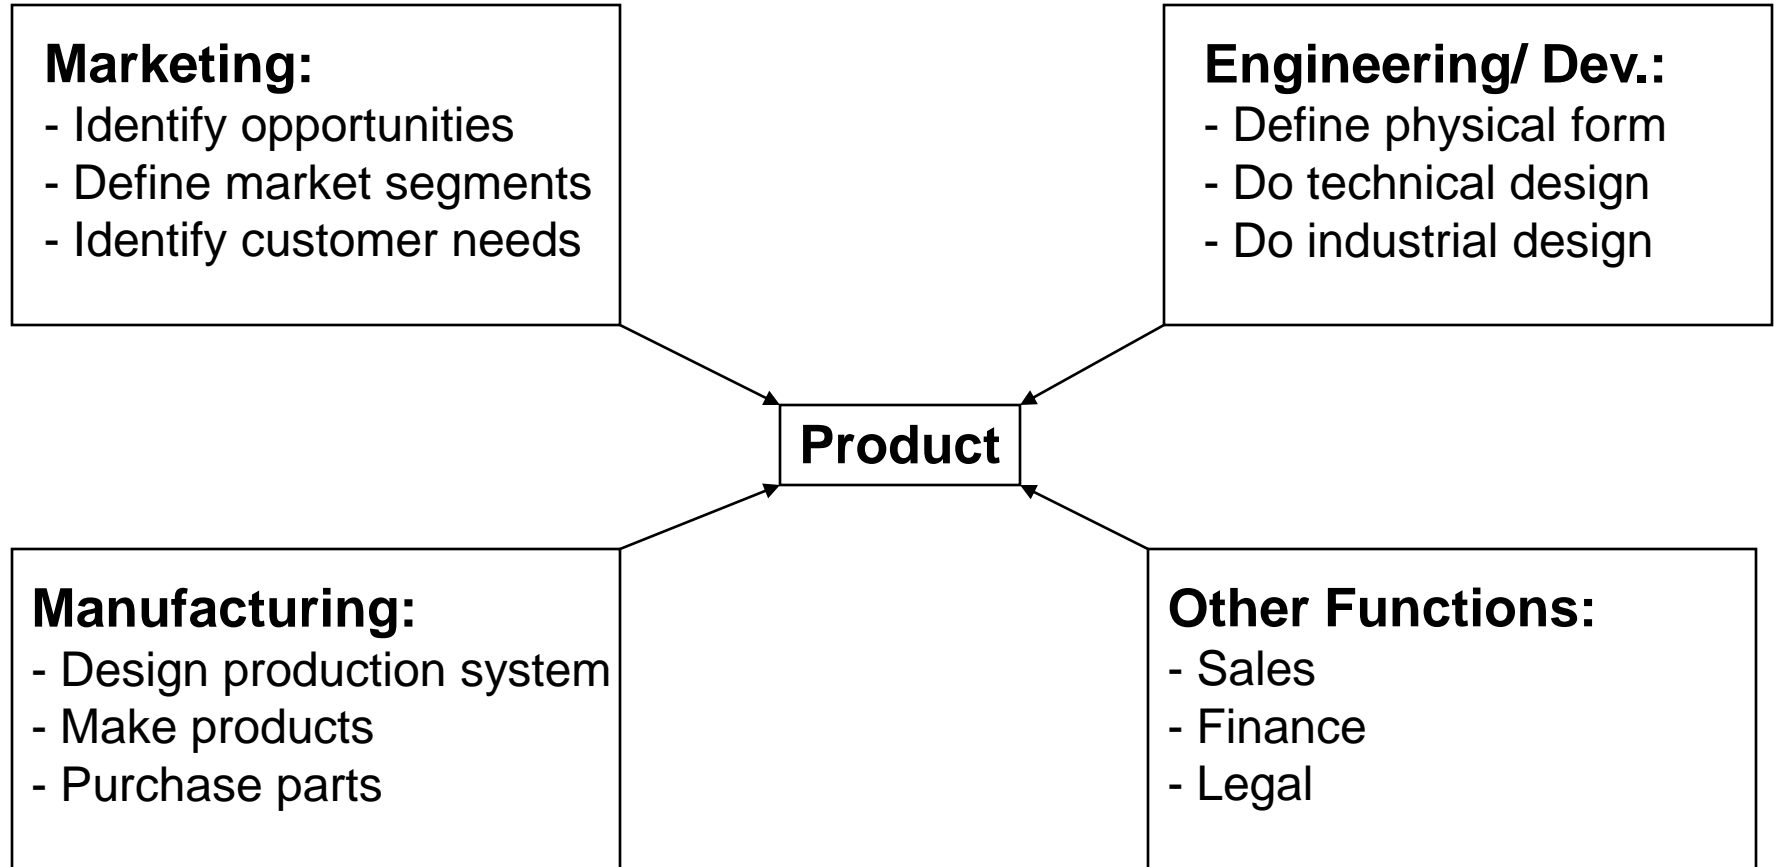 Marketing:
- Identify opportunities
- Define market segments
- Identify customer needs
Engineering/ Dev.:
- Define physical form
- Do technical design
- Do industrial design
Product
Manufacturing:
- Design production system
- Make products
- Purchase parts
Other Functions:
- Sales
- Finance
- Legal